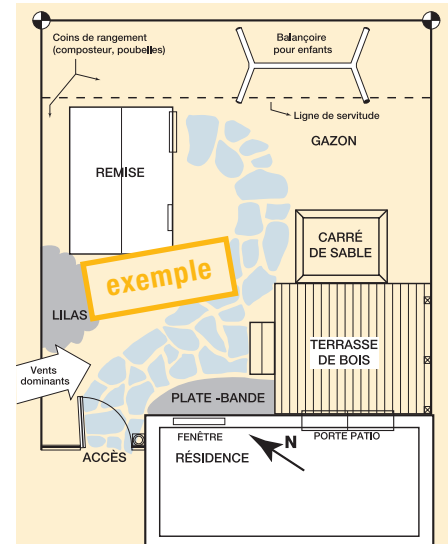 Coins de rangement
(composteur, poubelles)
Balançoire
pour enfants
Ligne de servitude
GAZON
REMISE
CARRÉ
DE SABLE
exemple
LILAS
TERRASSE
DE BOIS
Vents
dominants
PLATE -BANDE
FENÊTRE
N
PORTE PATIO
ACCÈS
RÉSIDENCE